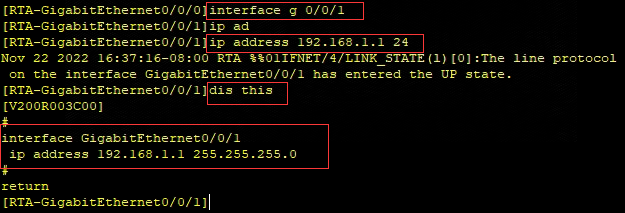 [RTA-GigabitEthernet0/0/0]interface g 0/0/1
[RTA-GigabitEthernet0/0/1]ip ad
[RTA-GigabitEthernet0/0/1]ip address 192.168.1.1 24
Nov 22 2022 16:37:16-08:00 RTA %%01IFNET/4/LINK_STATE(l)[0]:The line protocol
 on the interface GigabitEthernet0/0/1 has entered the UP state.
[RTA-GigabitEthernet0/0/1]dis this
[V200R003C00]
#
interface GigabitEthernet0/0/1
 ip address 192.168.1.1 255.255.255.0
#
return
[RTA-GigabitEthernet0/0/1]